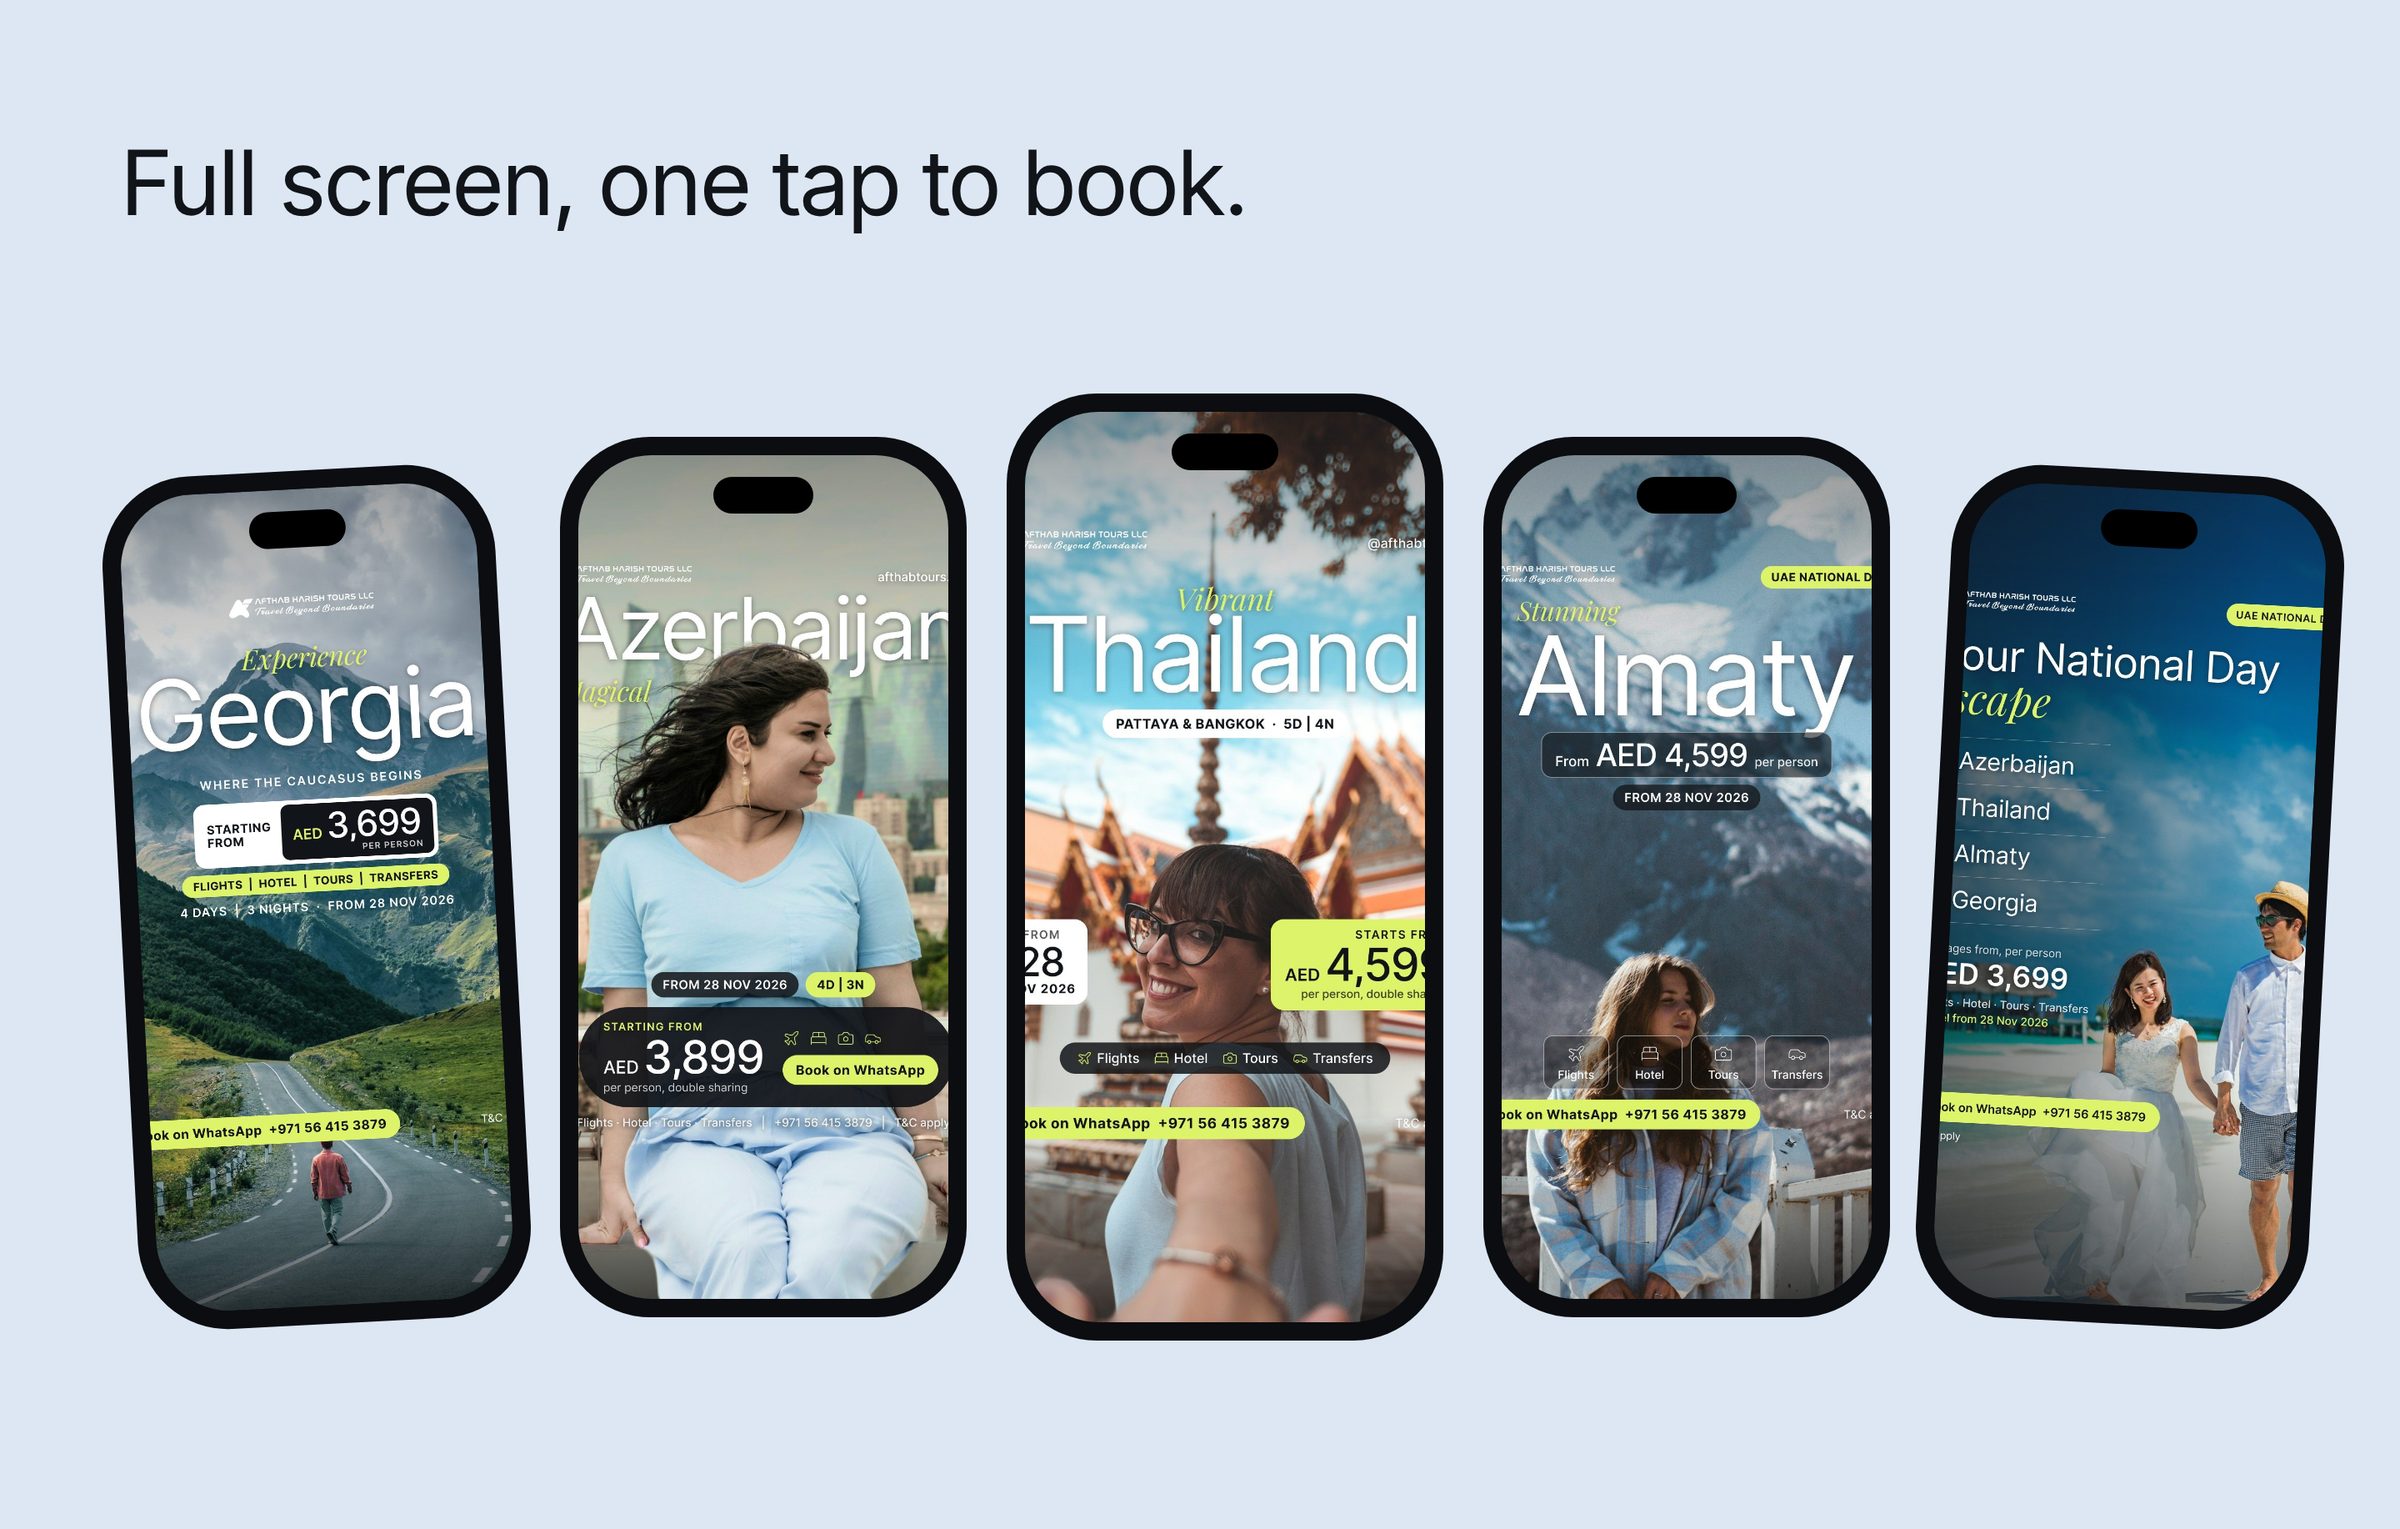 Full screen, one tap to book.
AFTHAB HARISH TOURS LLC
Travel Beyond Boundaries
Experience
Georgia
WHERE THE CAUCASUS BEGINS
STARTING FROM
AED 3,699
PER PERSON
FLIGHTS | HOTEL | TOURS | TRANSFERS
4 DAYS | 3 NIGHTS · FROM 28 NOV 2026
ook on WhatsApp +971 56 415 3879
T&C
AFTHAB HARISH TOURS LLC
Travel Beyond Boundaries
afthabtours.
Azerbaijan
agical
FROM 28 NOV 2026
4D | 3N
STARTING FROM
AED 3,899
per person, double sharing
Book on WhatsApp
Flights · Hotel · Tours · Transfers | +971 56 415 3879 | T&C apply
AFTHAB HARISH TOURS LLC
Travel Beyond Boundaries
@afthabt
Vibrant
Thailand
PATTAYA & BANGKOK · 5D | 4N
FROM
28
OV 2026
STARTS FR
AED 4,599
per person, double sha
Flights Hotel Tours Transfers
ook on WhatsApp +971 56 415 3879
T&C
AFTHAB HARISH TOURS LLC
Travel Beyond Boundaries
UAE NATIONAL D
Stunning
Almaty
From AED 4,599 per person
FROM 28 NOV 2026
Flights Hotel Tours Transfers
ook on WhatsApp +971 56 415 3879
T&C a
AFTHAB HARISH TOURS LLC
Travel Beyond Boundaries
UAE NATIONAL D
our National Day
scape
Azerbaijan
Thailand
Almaty
Georgia
ages from, per person
ED 3,699
ts · Hotel · Tours · Transfers
el from 28 Nov 2026
ok on WhatsApp +971 56 415 3879
pply